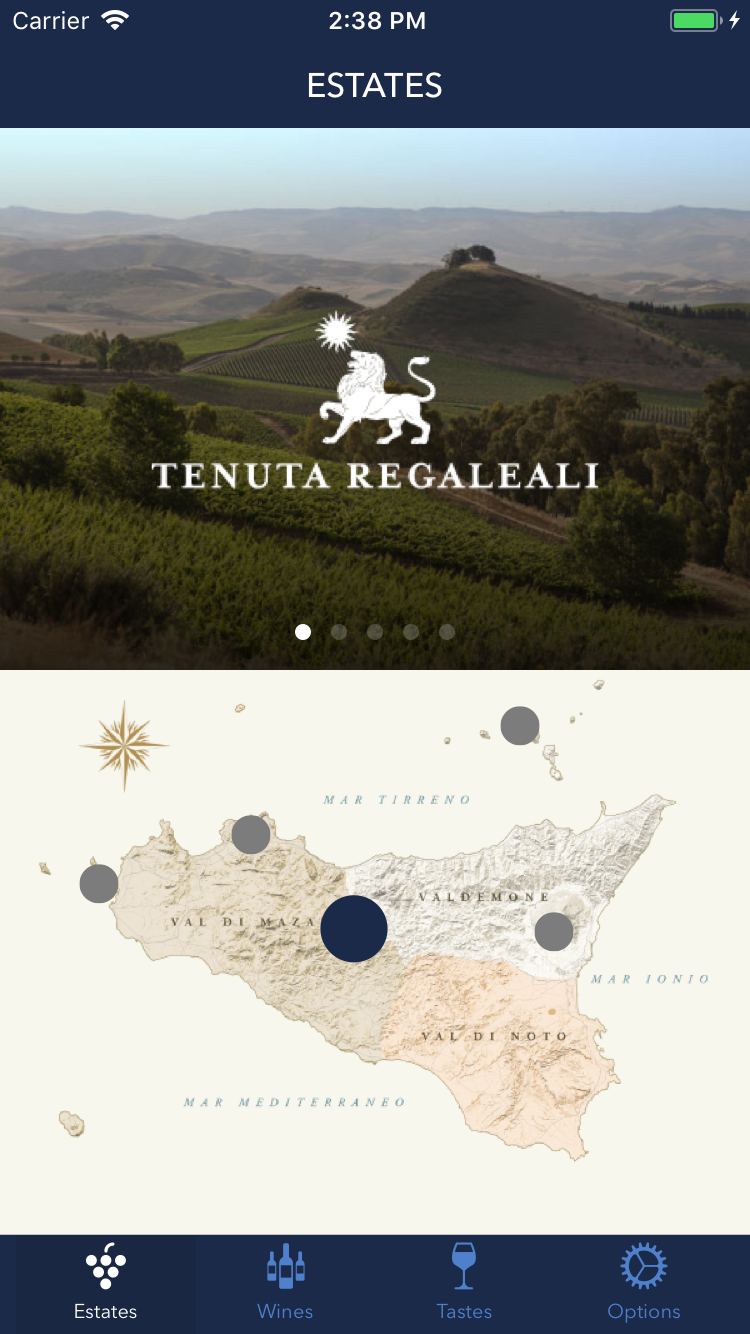 Carrier 2:38 PM
ESTATES
TENUTA REGALEALI
MAR TIRRENO
VALDEMONE
VAL DI MAZA
MAR IONIO
VAL DI NOTO
MAR MEDITERRANEO
Estates Wines Tastes Options